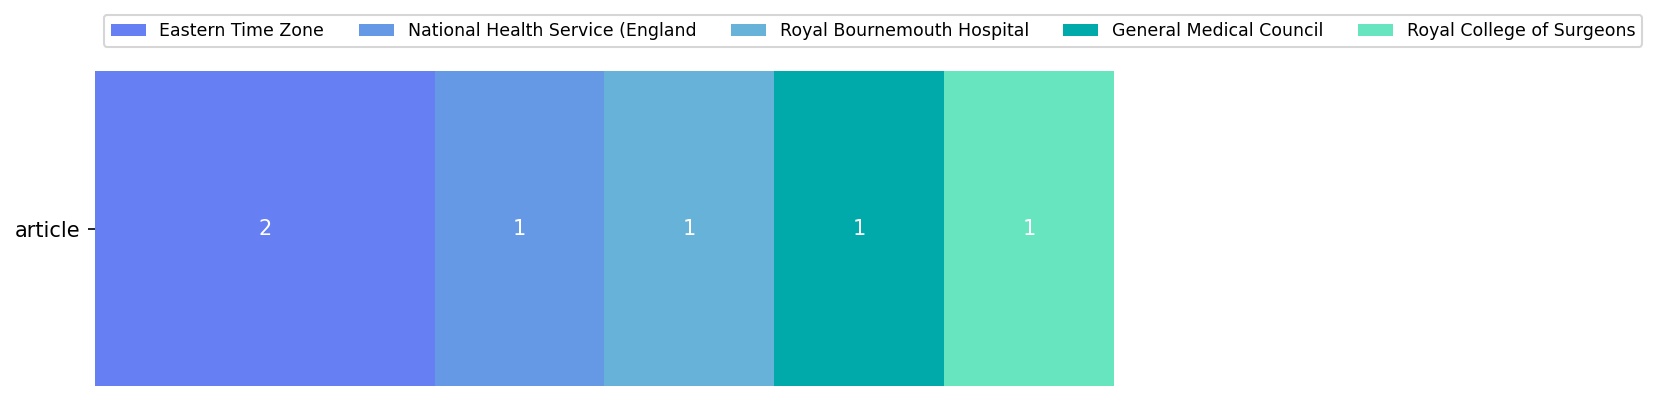 Eastern Time Zone National Health Service (England Royal Bournemouth Hospital General Medical Council Royal College of Surgeons
article 2 1 1 1 1